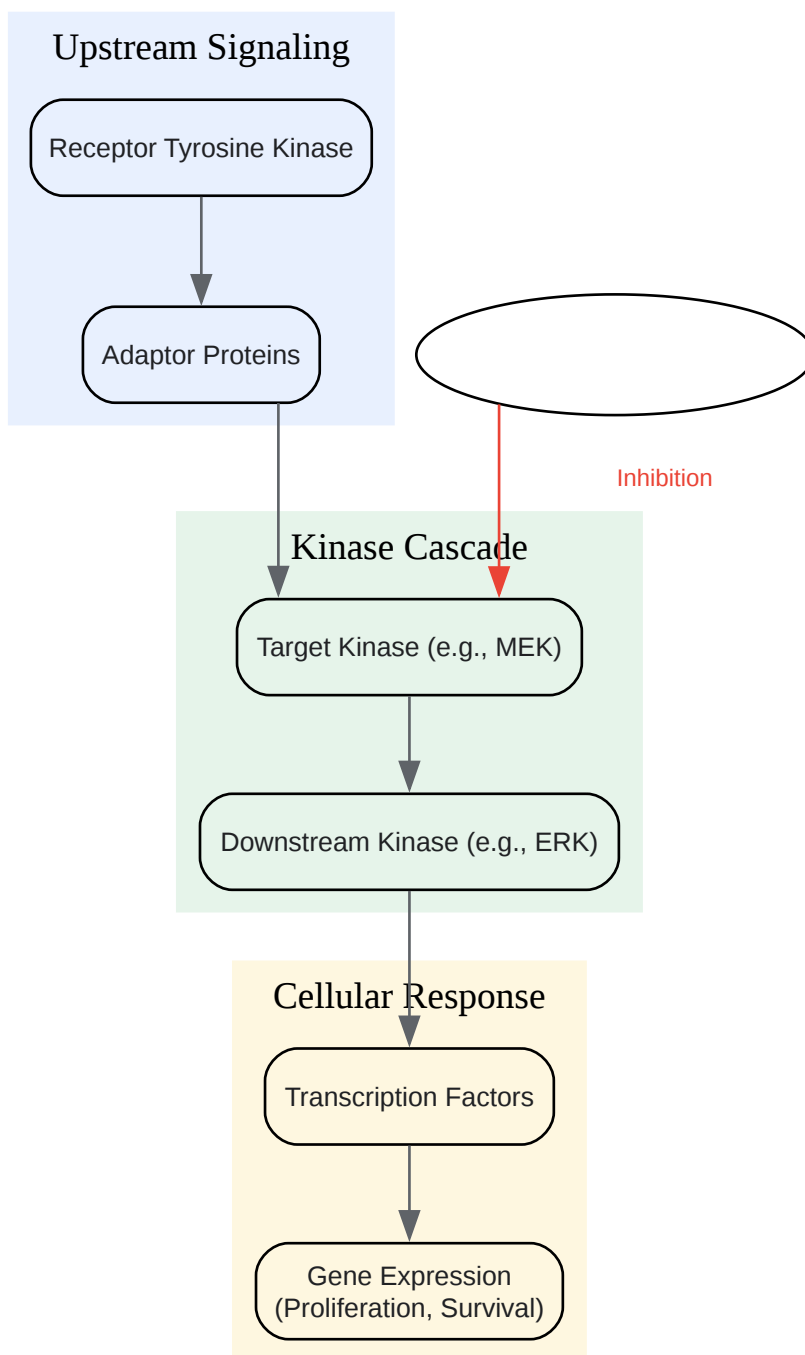 Upstream Signaling
Receptor Tyrosine Kinase
Adaptor Proteins
Inhibition
Kinase Cascade
Target Kinase (e.g., MEK)
Downstream Kinase (e.g., ERK)
Cellular Response
Transcription Factors
Gene Expression
(Proliferation, Survival)